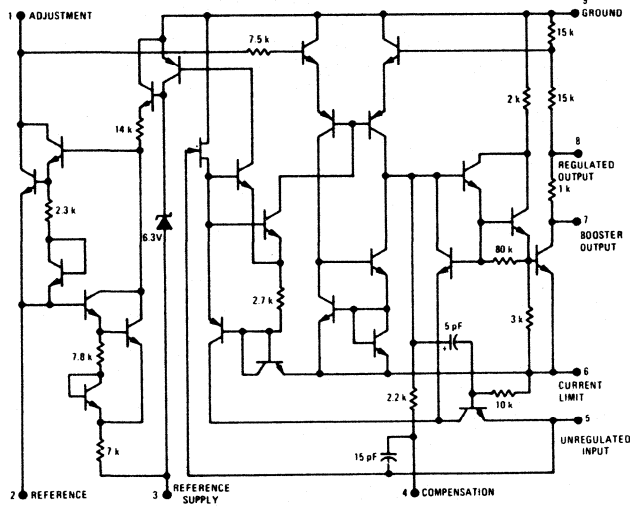 9
1 ADJUSTMENT
GROUND
7.5 k
15 k
2 k
15 k
14 k
8
REGULATED
OUTPUT
1 k
2.3 k
6.3V
7
BOOSTER
OUTPUT
80 k
2.7 k
7.8 k
5 pF
+
3 k
6
CURRENT
LIMIT
2.2 k
10 k
5
UNREGULATED
INPUT
7 k
15 pF
2 REFERENCE
3 REFERENCE
SUPPLY
4 COMPENSATION